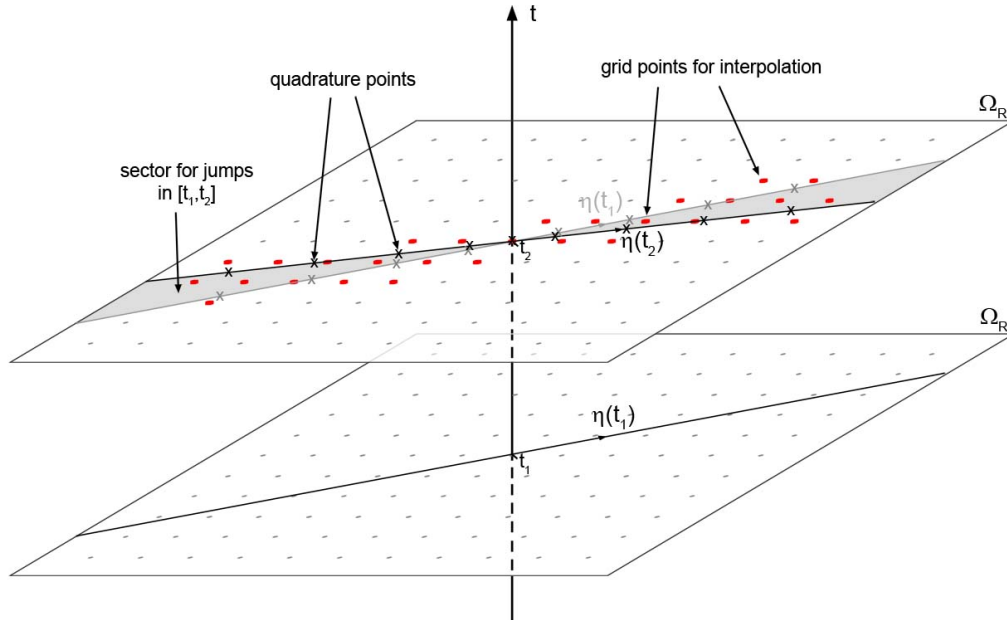 t
quadrature points
grid points for interpolation
Ω_R
sector for jumps
in [t₁,t₂]
η(t₁)
η(t₂)
t₂
Ω_R
η(t₁)
t₁